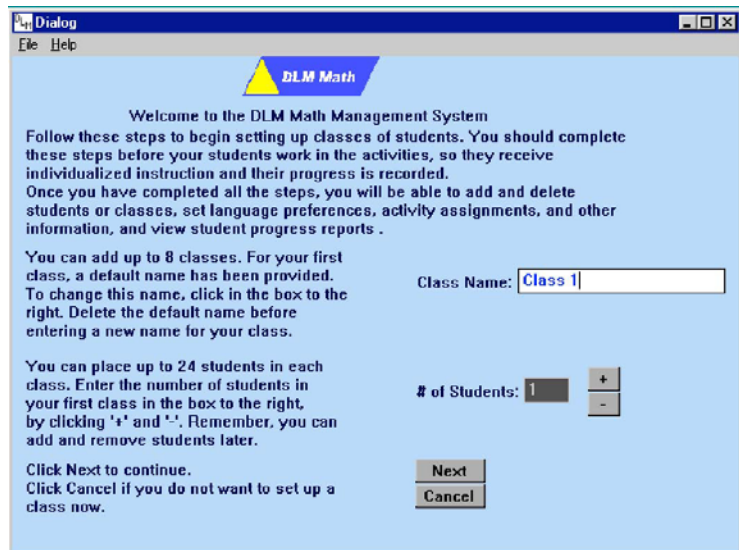 DLM Dialog
File Help
DLM Math
Welcome to the DLM Math Management System
Follow these steps to begin setting up classes of students. You should complete
these steps before your students work in the activities, so they receive
individualized instruction and their progress is recorded.
Once you have completed all the steps, you will be able to add and delete
students or classes, set language preferences, activity assignments, and other
information, and view student progress reports .
You can add up to 8 classes. For your first
class, a default name has been provided.
To change this name, click in the box to the
right. Delete the default name before
entering a new name for your class.
Class Name: Class 1
You can place up to 24 students in each
class. Enter the number of students in
your first class in the box to the right,
by clicking '+' and '-'. Remember, you can
add and remove students later.
# of Students: 1
+
-
Click Next to continue.
Click Cancel if you do not want to set up a
class now.
Next
Cancel